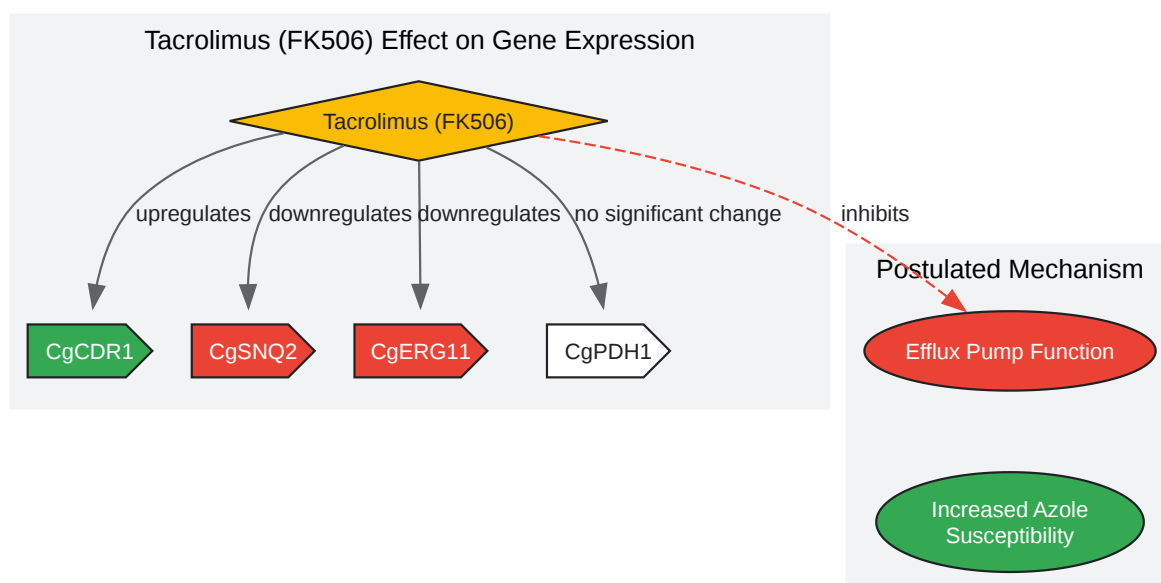 Tacrolimus (FK506) Effect on Gene Expression
Tacrolimus (FK506)
upregulates
downregulates
downregulates
no significant change
inhibits
Postulated Mechanism
CgCDR1
CgSNQ2
CgERG11
CgPDH1
Efflux Pump Function
Increased Azole
Susceptibility